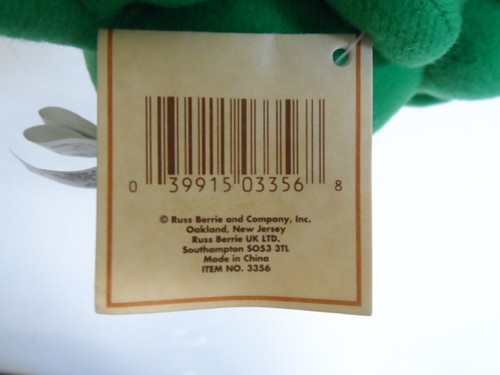 0 39915 03356 8
© Russ Berrie and Company, Inc.
Oakland, New Jersey
Russ Berrie UK LTD.
Southampton SO53 3TL
Made in China
ITEM NO. 3356